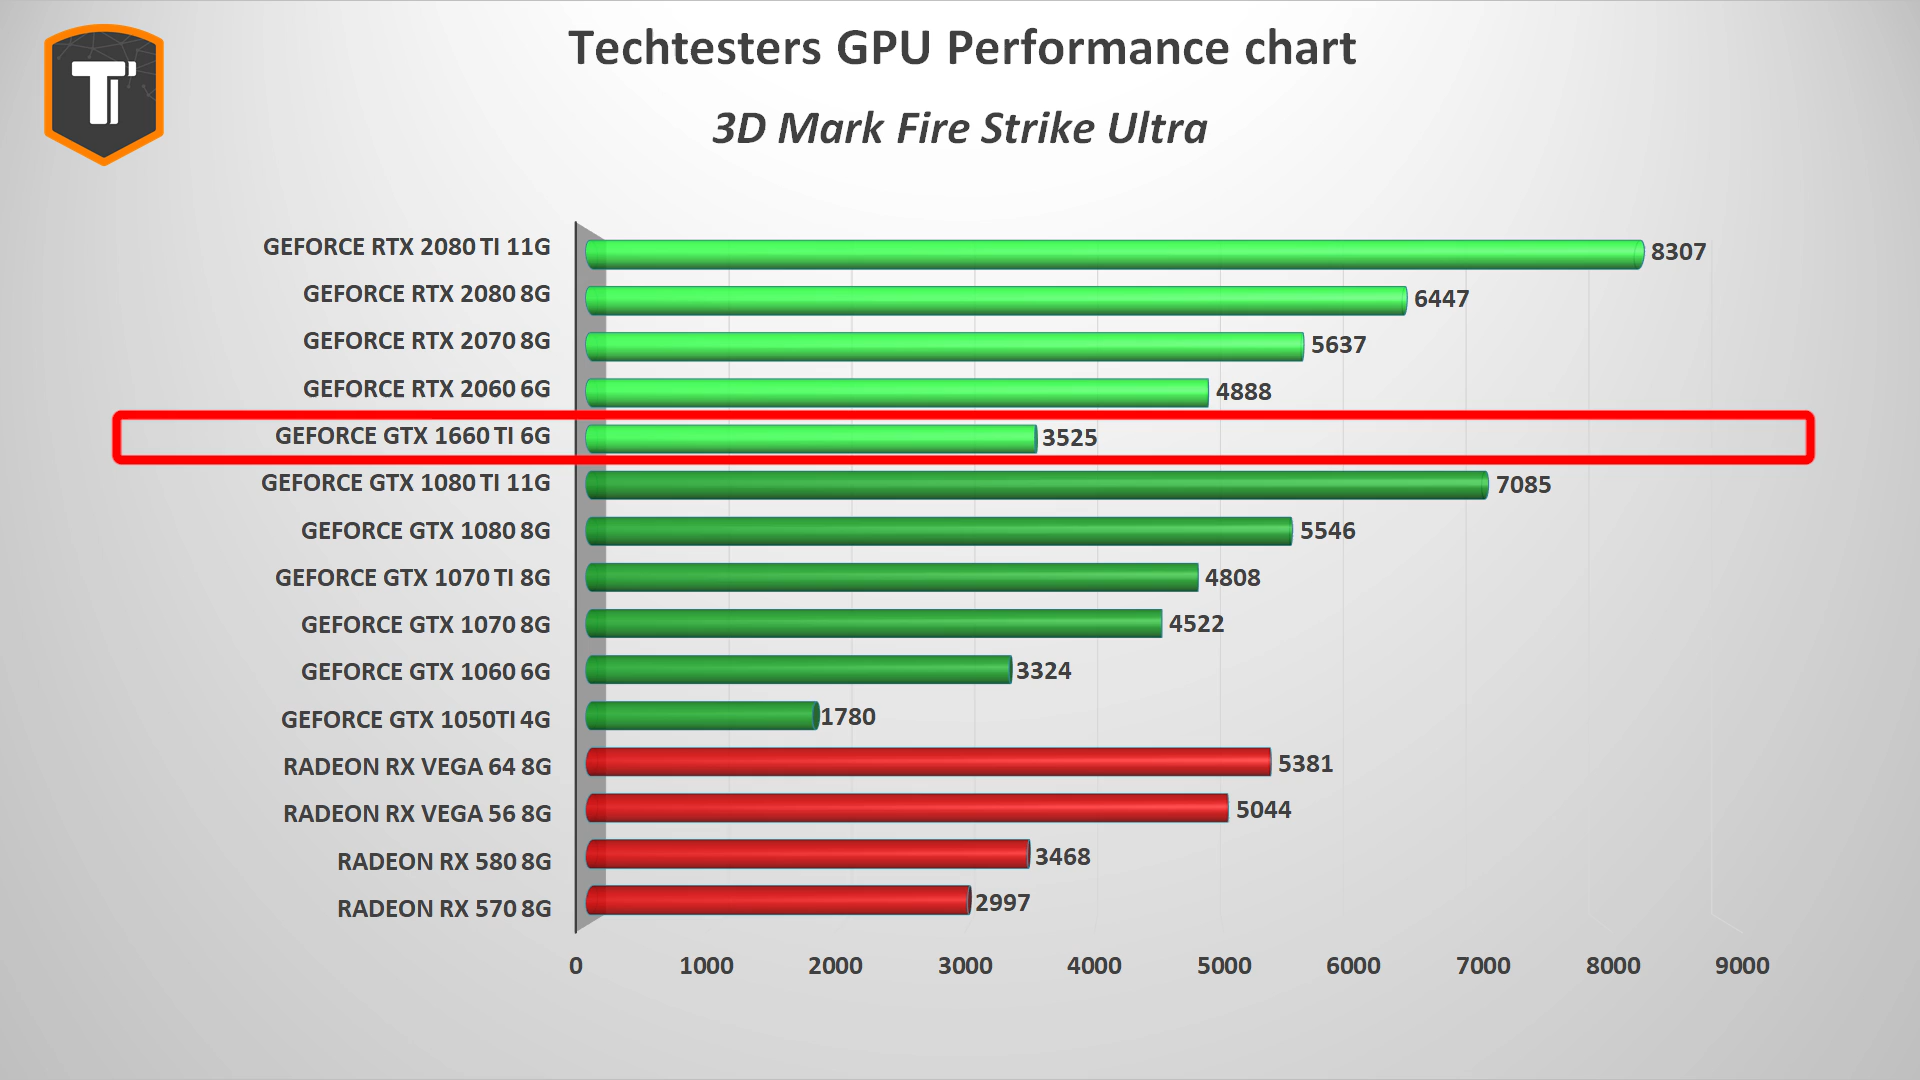 Techtesters GPU Performance chart
3D Mark Fire Strike Ultra
GEFORCE RTX 2080 TI 11G 8307
GEFORCE RTX 2080 8G 6447
GEFORCE RTX 2070 8G 5637
GEFORCE RTX 2060 6G 4888
GEFORCE GTX 1660 TI 6G 3525
GEFORCE GTX 1080 TI 11G 7085
GEFORCE GTX 1080 8G 5546
GEFORCE GTX 1070 TI 8G 4808
GEFORCE GTX 1070 8G 4522
GEFORCE GTX 1060 6G 3324
GEFORCE GTX 1050TI 4G 1780
RADEON RX VEGA 64 8G 5381
RADEON RX VEGA 56 8G 5044
RADEON RX 580 8G 3468
RADEON RX 570 8G 2997
0 1000 2000 3000 4000 5000 6000 7000 8000 9000